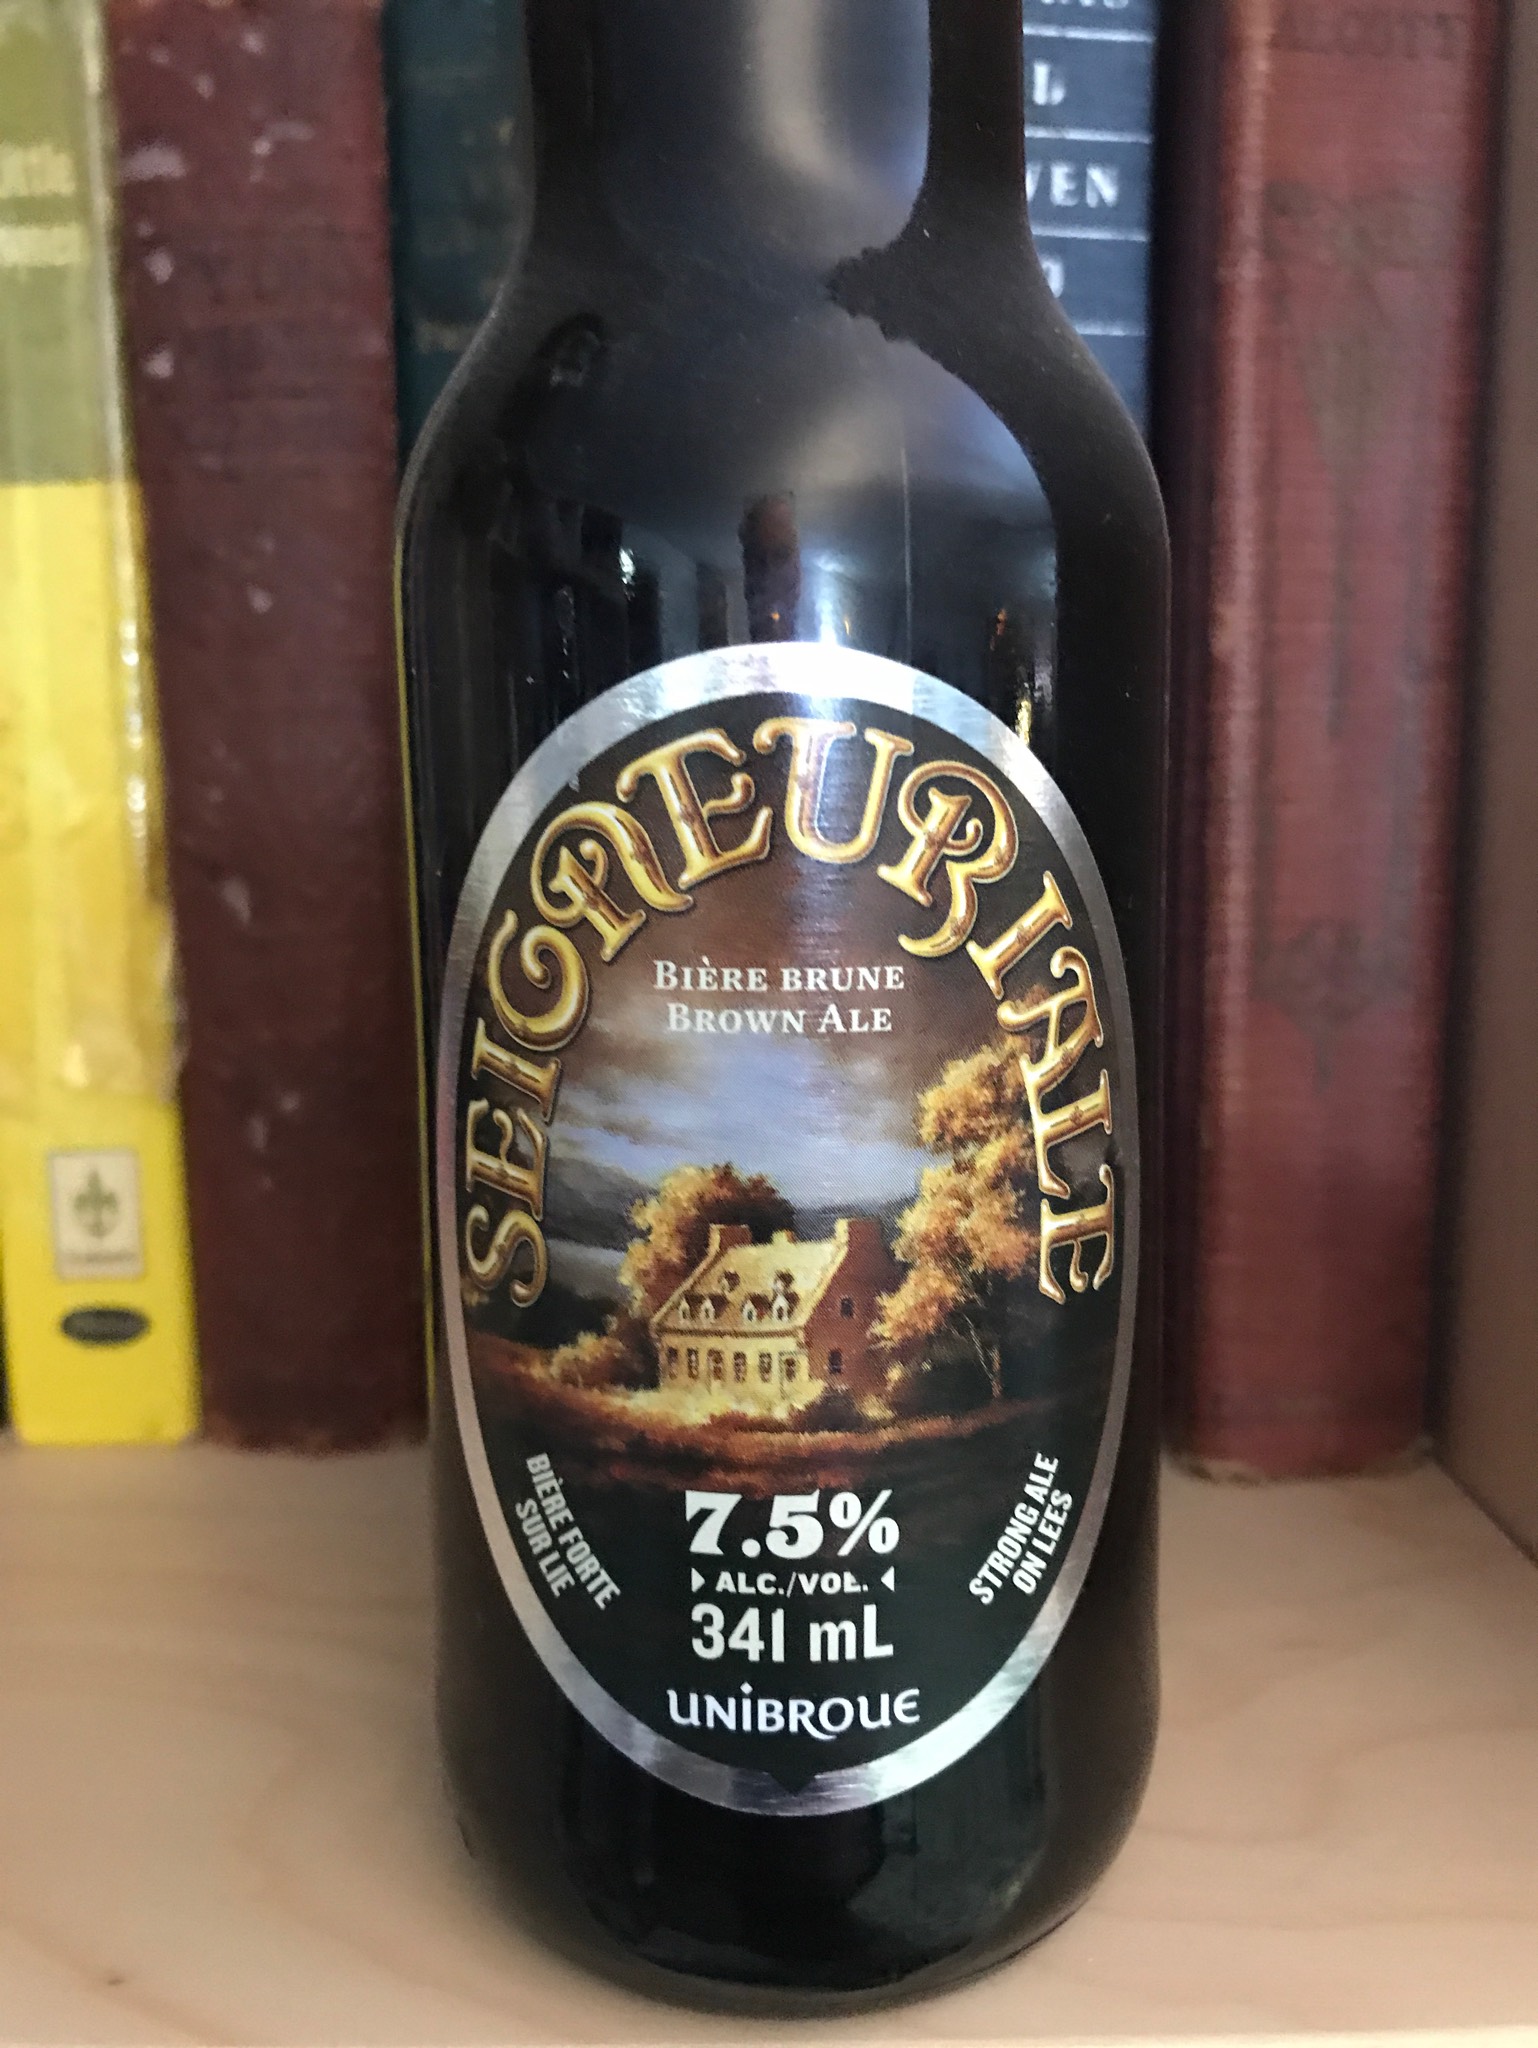 SEIGNEURIALE
BIÈRE BRUNE
BROWN ALE
7.5%
ALC./VOL.
341 mL
UNIBROUE
BIÈRE FORTE
SUR LIE
STRONG ALE
ON LEES
L
VEN